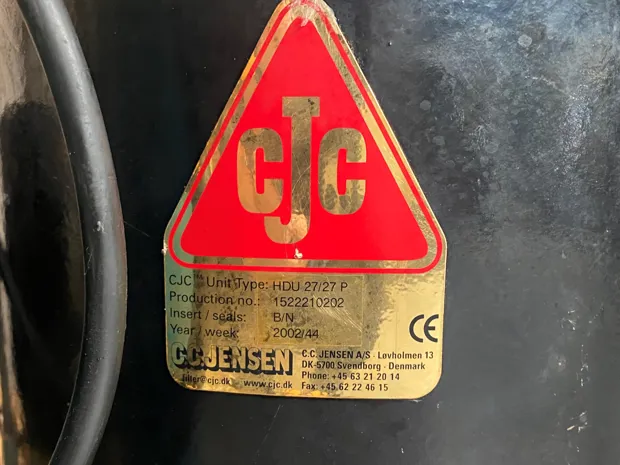 CJC
CJC™ Unit Type: HDU 27/27 P
Production no.: 1522210202
Insert / seals: B/N
Year / week: 2002/44
CE
C.C.JENSEN
C.C.JENSEN A/S · Løvholmen 13
DK-5700 Svendborg · Denmark
Phone: +45 63 21 20 14
filter@cjc.dk www.cjc.dk Fax: +45 62 22 46 15